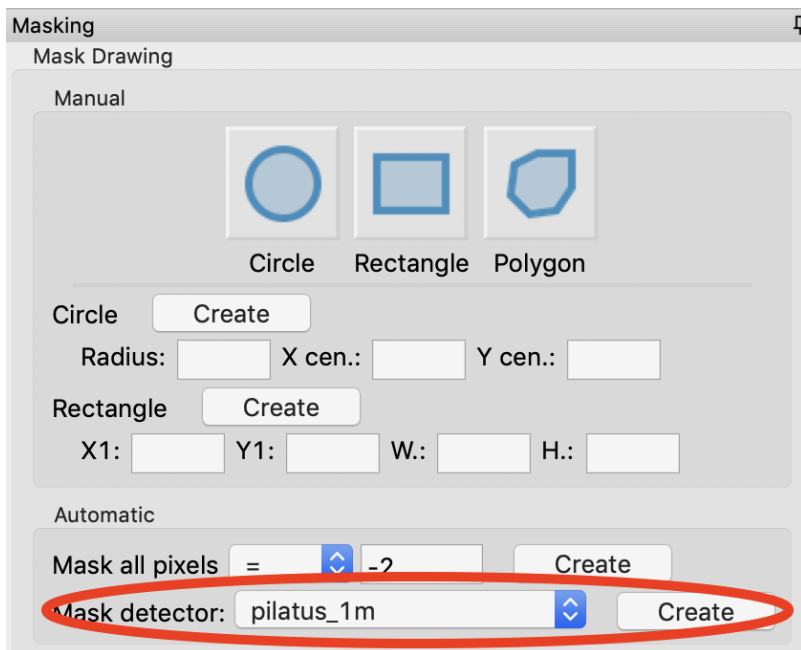 Masking
Mask Drawing
Manual
Circle Rectangle Polygon
Circle Create
Radius: X cen.: Y cen.:
Rectangle Create
X1: Y1: W.: H.:
Automatic
Mask all pixels = -2 Create
Mask detector: pilatus_1m Create